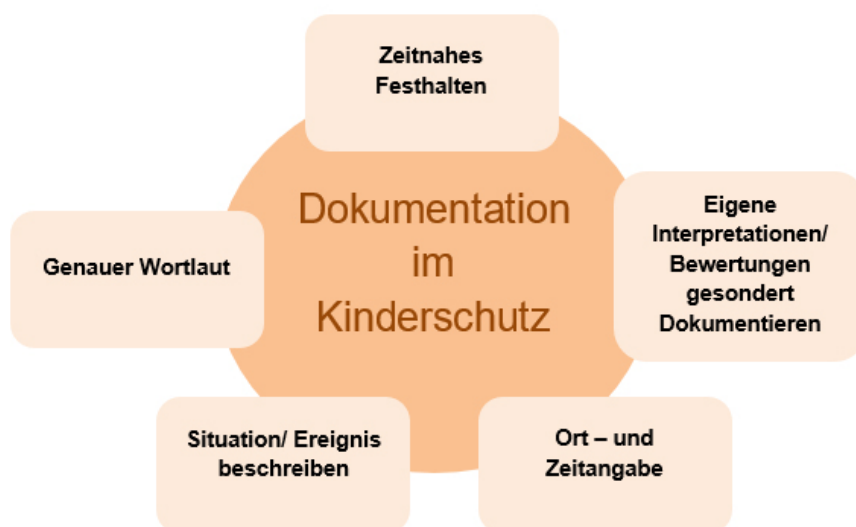 Zeitnahes
Festhalten
Dokumentation
im
Kinderschutz
Eigene
Interpretationen/
Bewertungen
gesondert
Dokumentieren
Genauer Wortlaut
Situation/ Ereignis
beschreiben
Ort – und
Zeitangabe